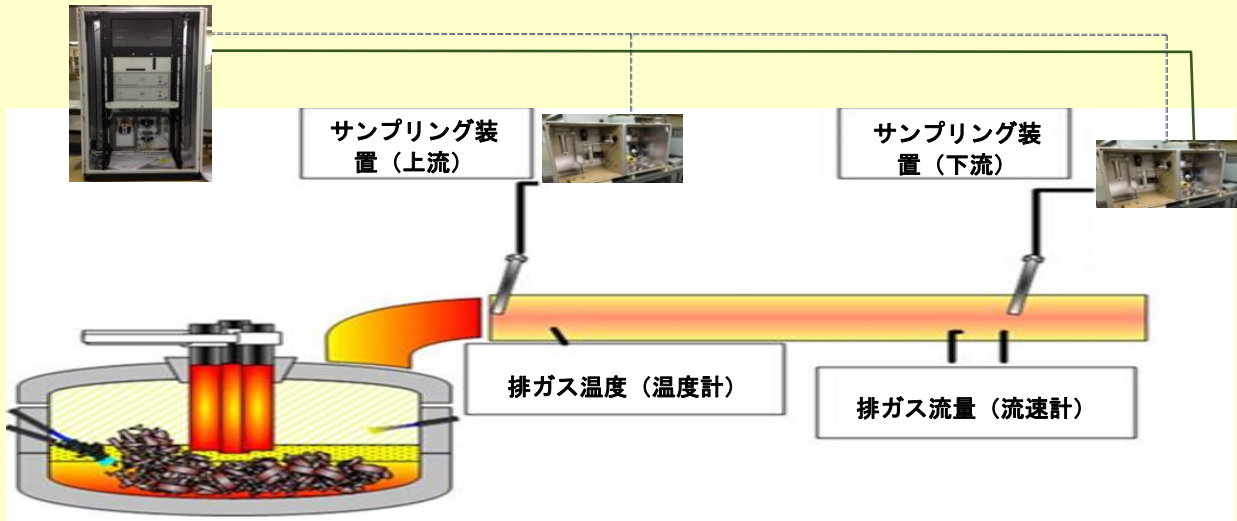 サンプリング装
置（上流）
サンプリング装
置（下流）
排ガス温度（温度計）
排ガス流量（流速計）